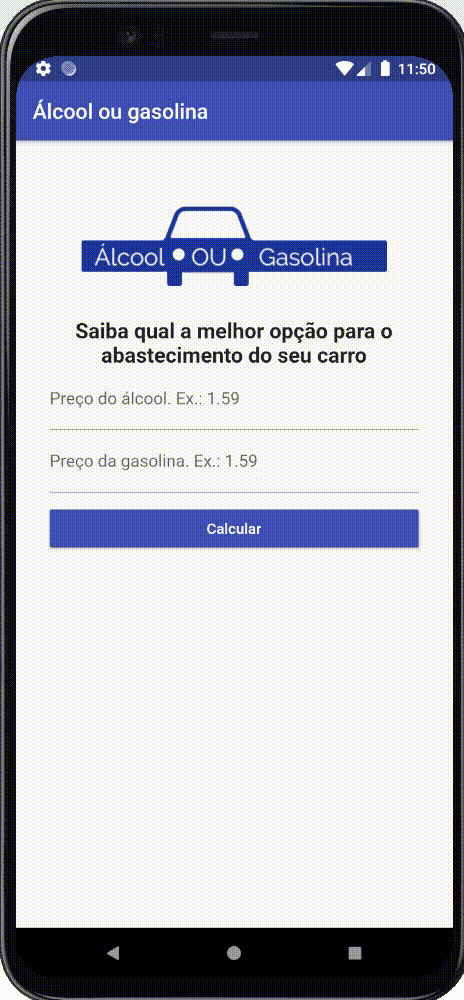 11:50
Álcool ou gasolina
Álcool OU Gasolina
Saiba qual a melhor opção para o
abastecimento do seu carro
Preço do álcool. Ex.: 1.59
Preço da gasolina. Ex.: 1.59
Calcular